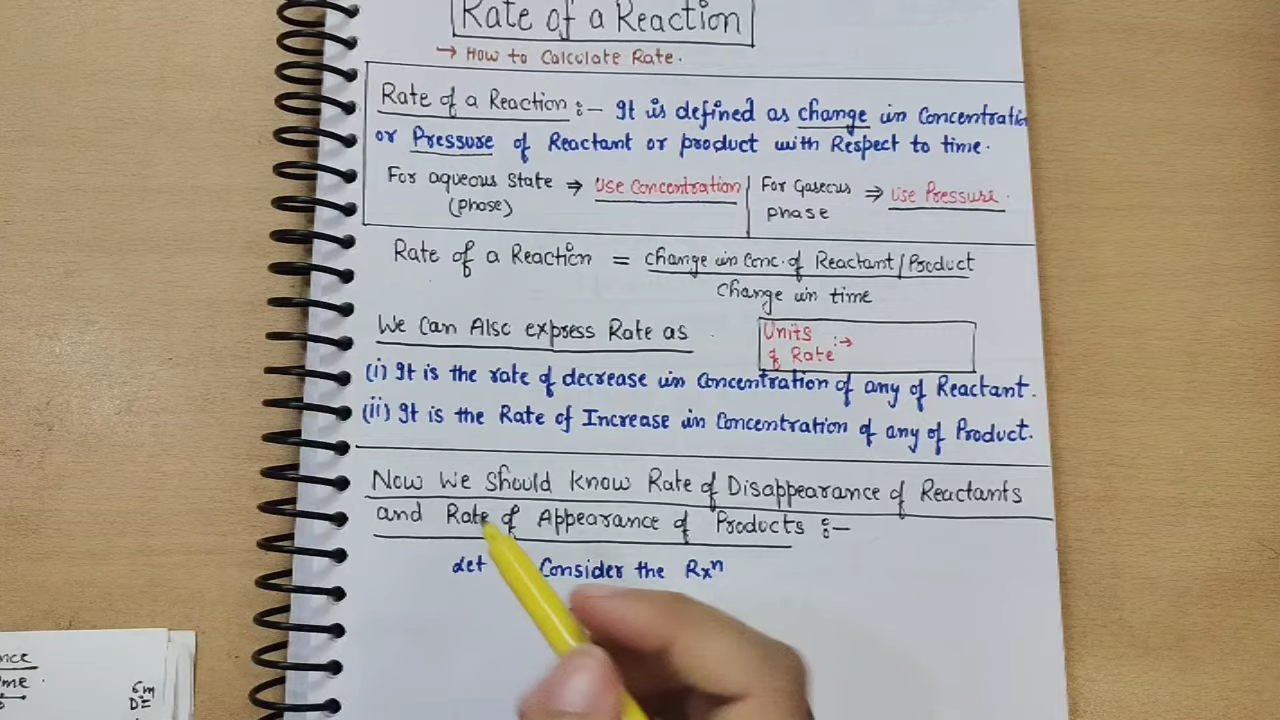 Rate of a Reaction
→ How to Calculate Rate.
Rate of a Reaction :– It is defined as change in Concentration
or Pressure of Reactant or product with Respect to time.
For aqueous state ⇒ Use Concentration
(phase)
For Gaseous ⇒ Use Pressure.
phase
Rate of a Reaction = change in Conc. of Reactant/Product
Change in time
We Can Also express Rate as
Units :→
of Rate
(i) It is the rate of decrease in Concentration of any of Reactant.
(ii) It is the Rate of Increase in Concentration of any of Product.
Now We should know Rate of Disappearance of Reactants
and Rate of Appearance of Products :–
Let Consider the Rxⁿ
6m
D=